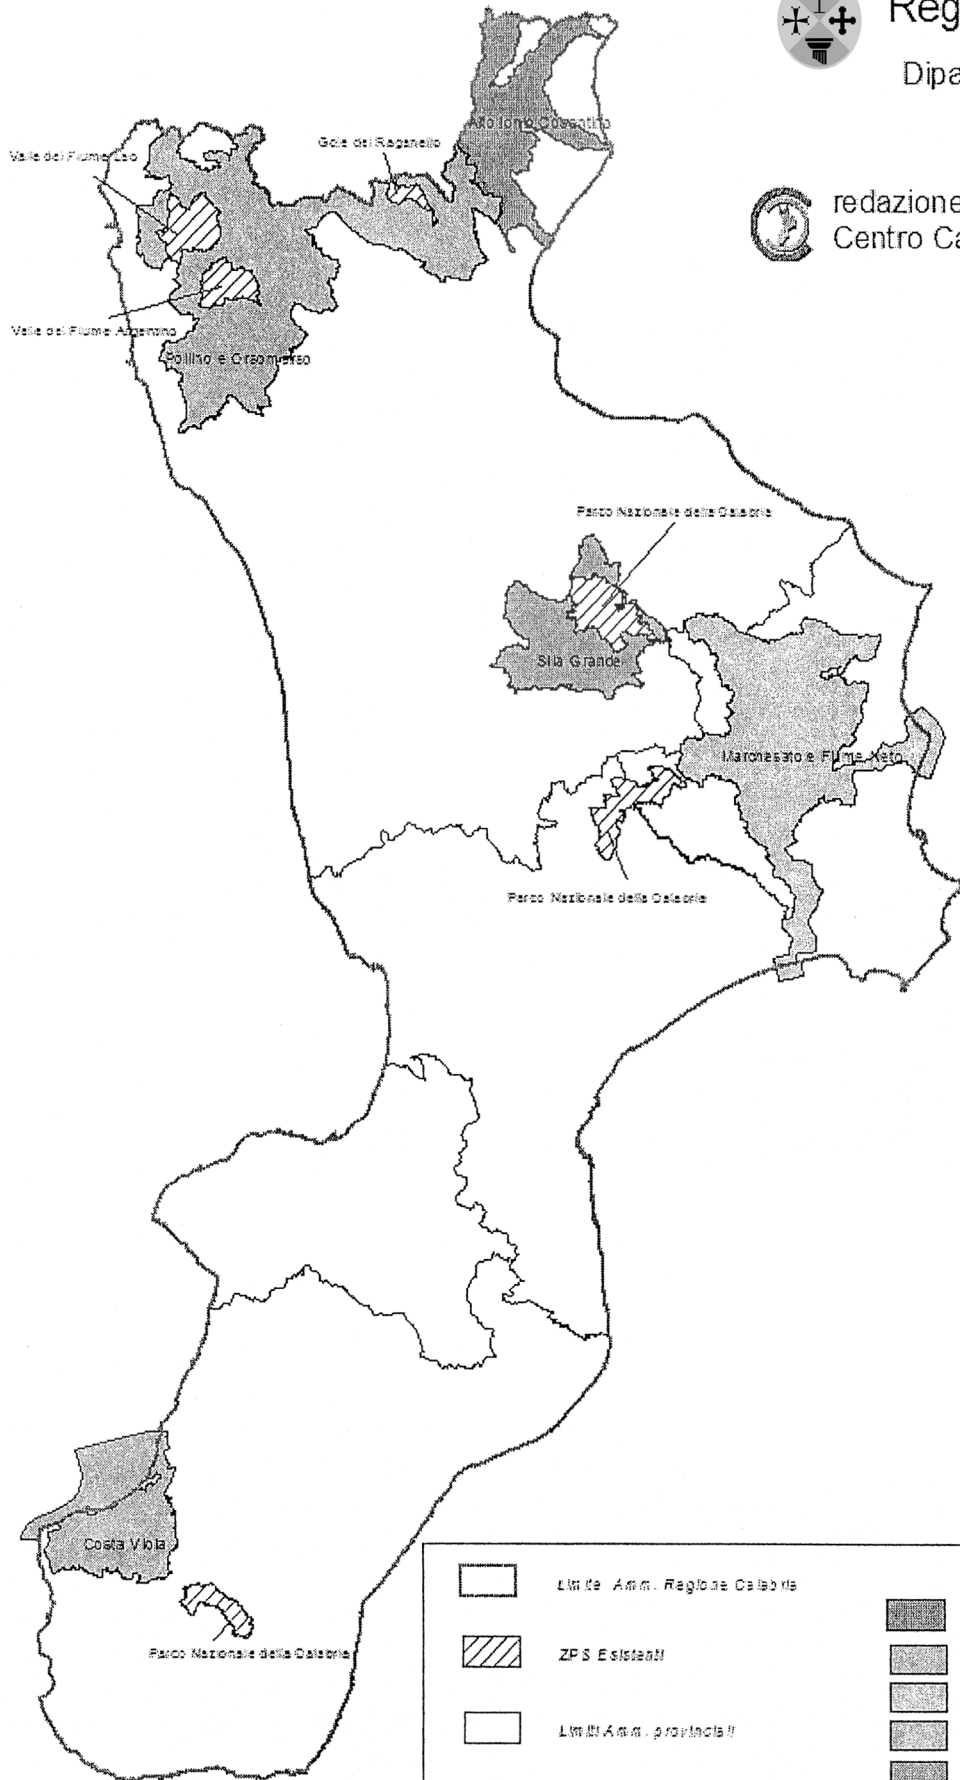 Reg
Dipa
Alto Ionio Cosentino
Gole del Raganello
Valle del Fiume Lao
redazione
Centro Ca
Valle del Fiume Argentino
Pollino e Orsomarso
Parco Nazionale della Calabria
Sila Grande
Marchesato e Fiume Neto
Parco Nazionale della Calabria
Costa Viola
Parco Nazionale della Calabria
Limite Amm. Regione Calabria
ZPS Esistenti
Limiti Amm. provinciali